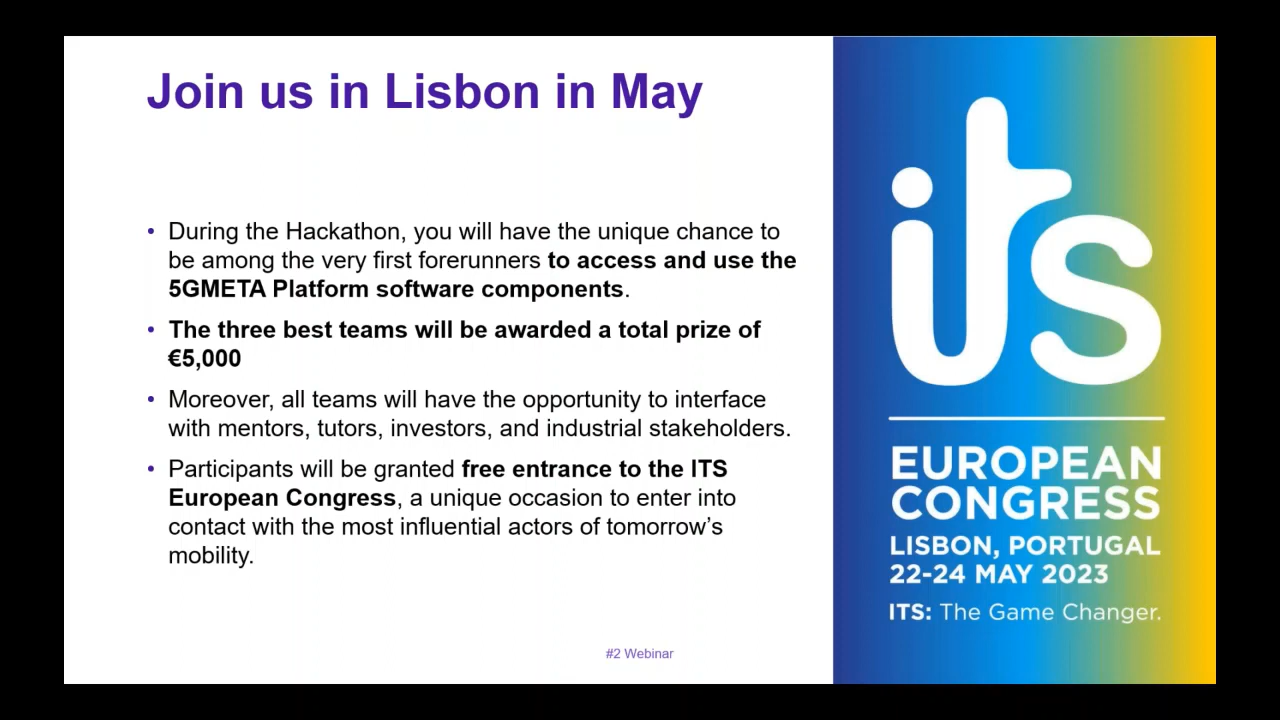 Join us in Lisbon in May
• During the Hackathon, you will have the unique chance to
be among the very first forerunners to access and use the
5GMETA Platform software components.
• The three best teams will be awarded a total prize of
€5,000
• Moreover, all teams will have the opportunity to interface
with mentors, tutors, investors, and industrial stakeholders.
• Participants will be granted free entrance to the ITS
European Congress, a unique occasion to enter into
contact with the most influential actors of tomorrow’s
mobility.
#2 Webinar
its
EUROPEAN
CONGRESS
LISBON, PORTUGAL
22-24 MAY 2023
ITS: The Game Changer.